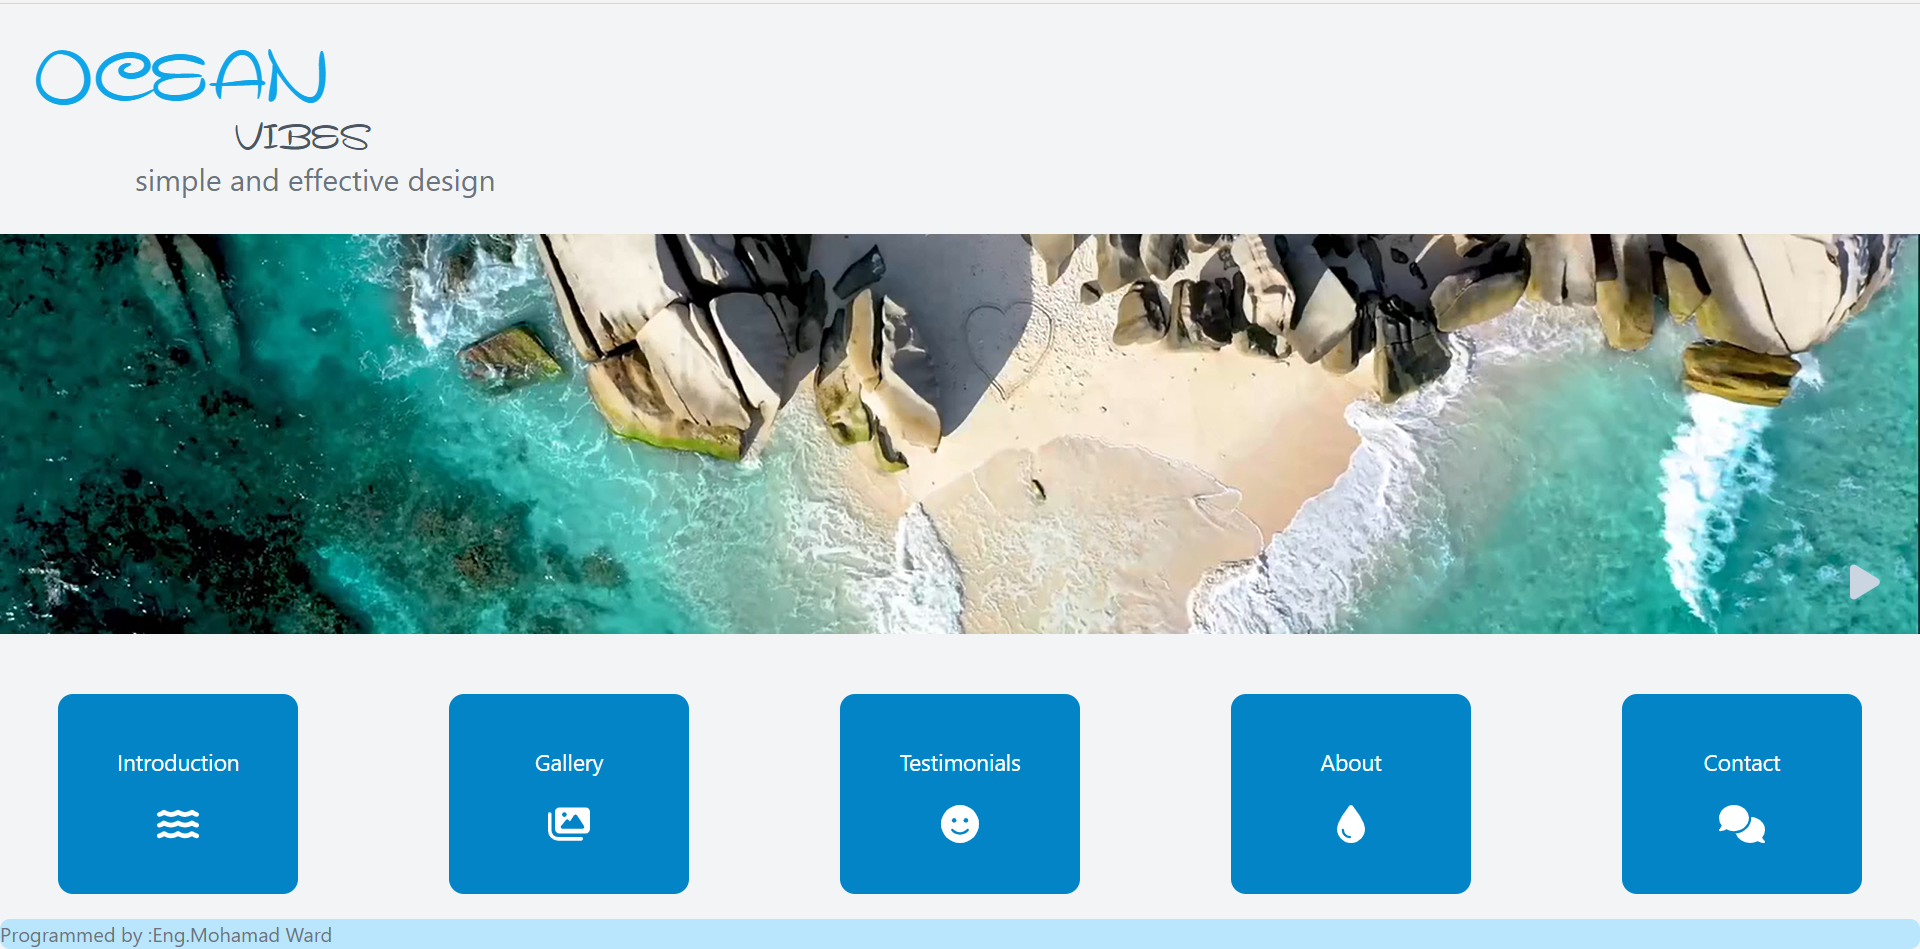 OCEAN
VIBES
simple and effective design
Introduction
Gallery
Testimonials
About
Contact
Programmed by :Eng.Mohamad Ward